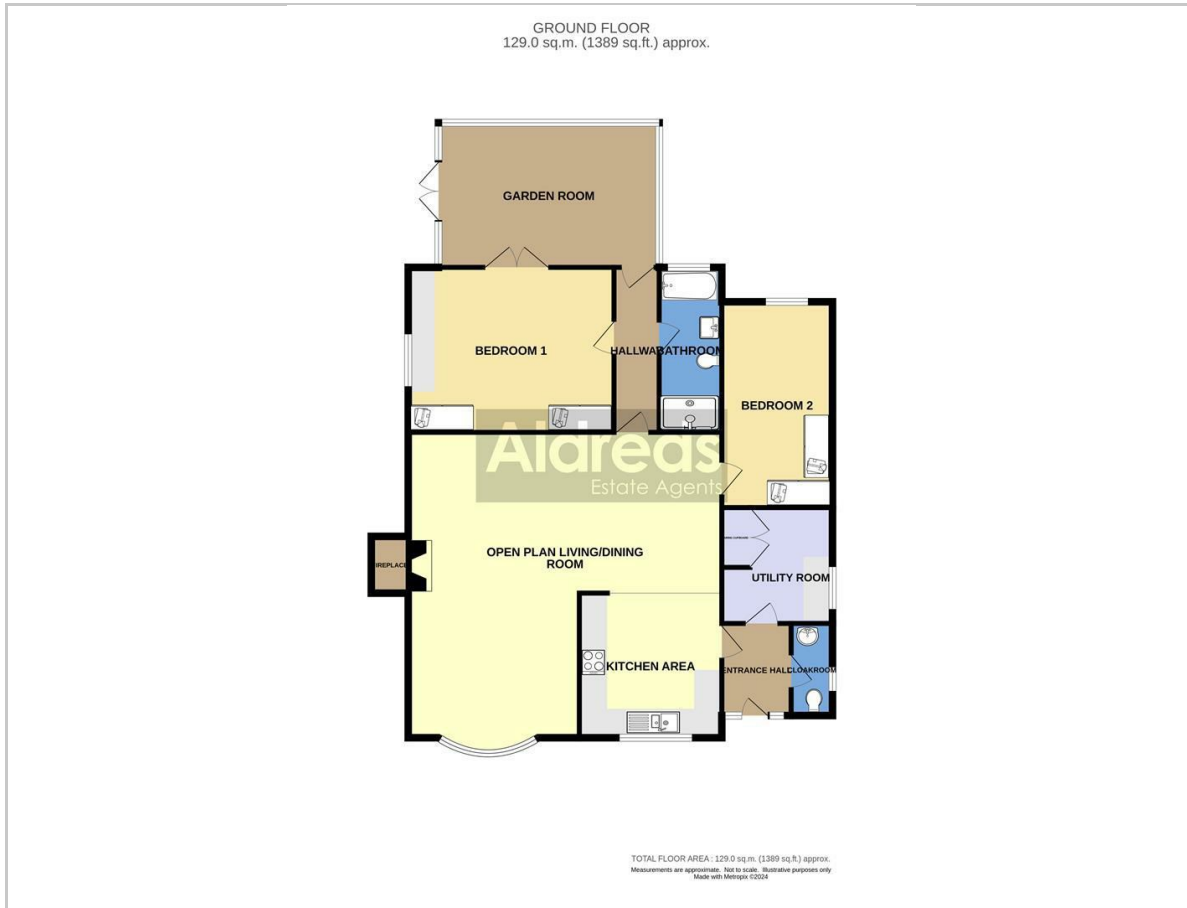 GROUND FLOOR
129.0 sq.m. (1389 sq.ft.) approx.
GARDEN ROOM
BEDROOM 1
HALLWA
BATHROOM
BEDROOM 2
Aldreds
Estate Agents
OPEN PLAN LIVING/DINING
ROOM
IREPLACE
UTILITY ROOM
KITCHEN AREA
ENTRANCE HALL
CLOAKROOM
TOTAL FLOOR AREA : 129.0 sq.m. (1389 sq.ft.) approx.
Measurements are approximate. Not to scale. Illustrative purposes only
Made with Metropix ©2024